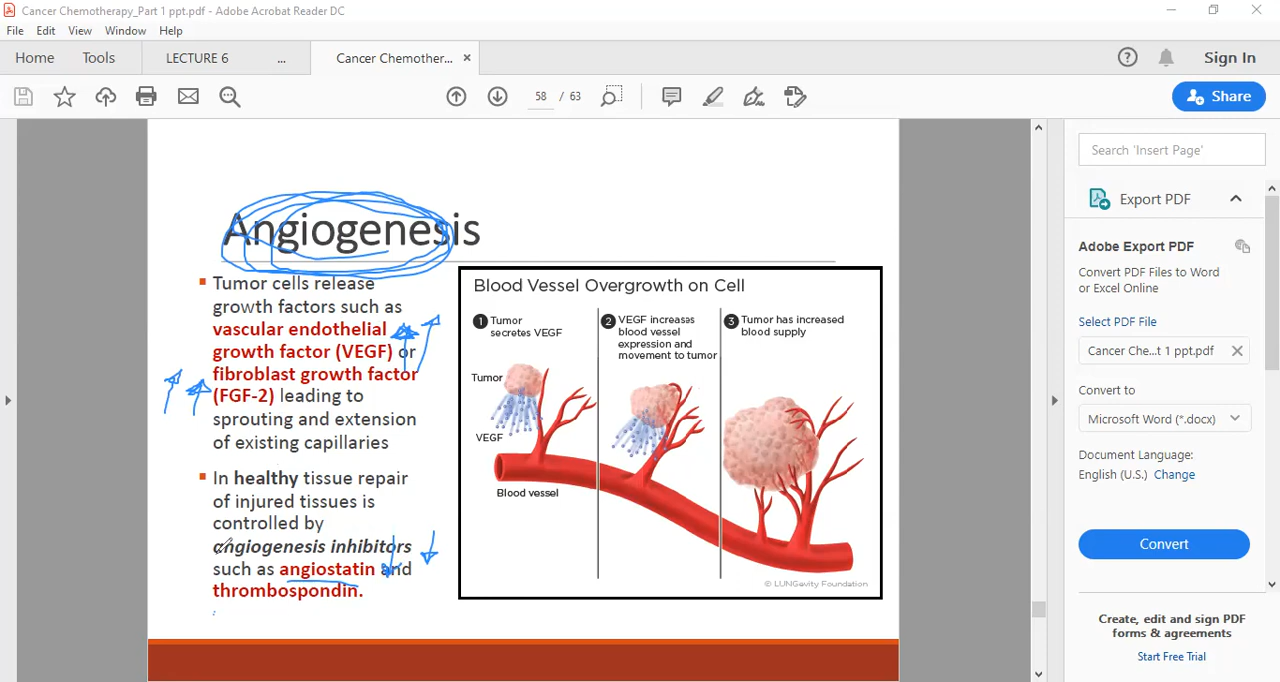 Cancer Chemotherapy_Part 1 ppt.pdf - Adobe Acrobat Reader DC
File Edit View Window Help
Home Tools LECTURE 6 ... Cancer Chemother... × Sign In
58 / 63 Share
Angiogenesis
Tumor cells release
growth factors such as
vascular endothelial
growth factor (VEGF) or
fibroblast growth factor
(FGF-2) leading to
sprouting and extension
of existing capillaries
In healthy tissue repair
of injured tissues is
controlled by
angiogenesis inhibitors
such as angiostatin and
thrombospondin.
Blood Vessel Overgrowth on Cell
1 Tumor
secretes VEGF
2 VEGF increases
blood vessel
expression and
movement to tumor
3 Tumor has increased
blood supply
Tumor
VEGF
Blood vessel
© LUNGevity Foundation
Search 'Insert Page'
Export PDF
Adobe Export PDF
Convert PDF Files to Word
or Excel Online
Select PDF File
Cancer Che...t 1 ppt.pdf
Convert to
Microsoft Word (*.docx)
Document Language:
English (U.S.) Change
Convert
Create, edit and sign PDF
forms & agreements
Start Free Trial